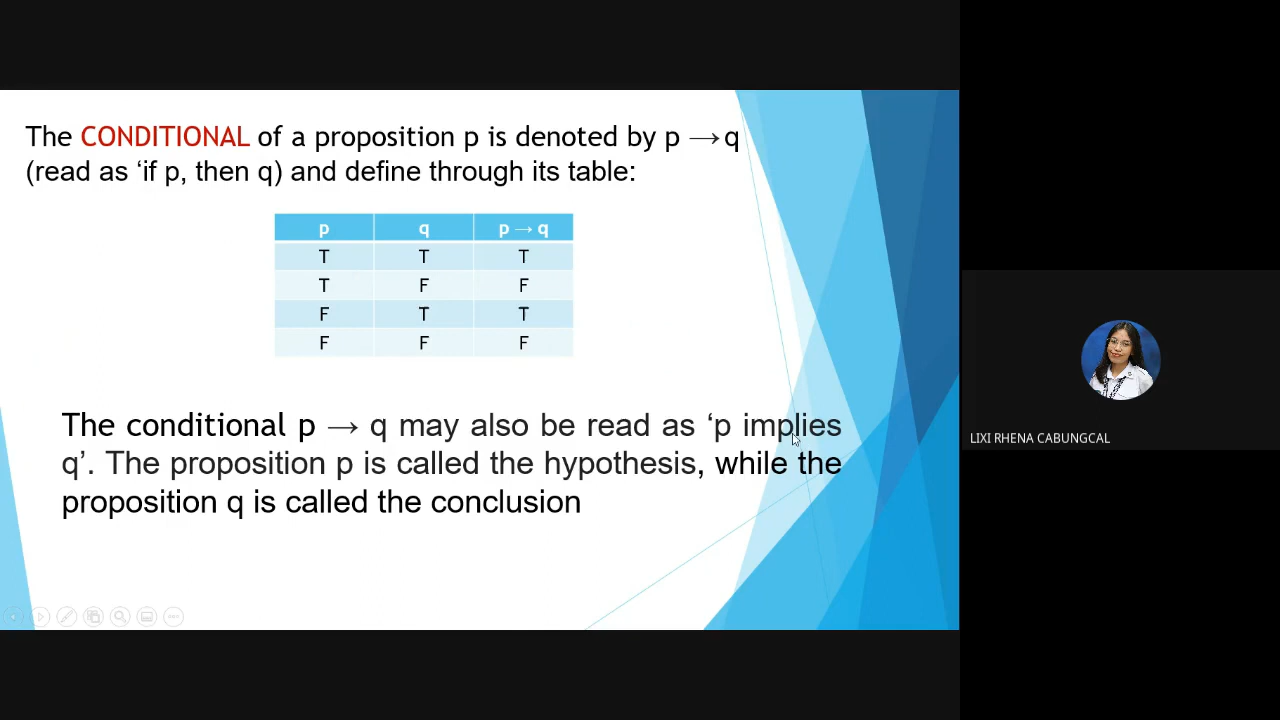 The CONDITIONAL of a proposition p is denoted by p → q
(read as ‘if p, then q) and define through its table:
p q p → q
T T T
T F F
F T T
F F F
The conditional p → q may also be read as ‘p implies
q’. The proposition p is called the hypothesis, while the
proposition q is called the conclusion
LIXI RHENA CABUNGCAL